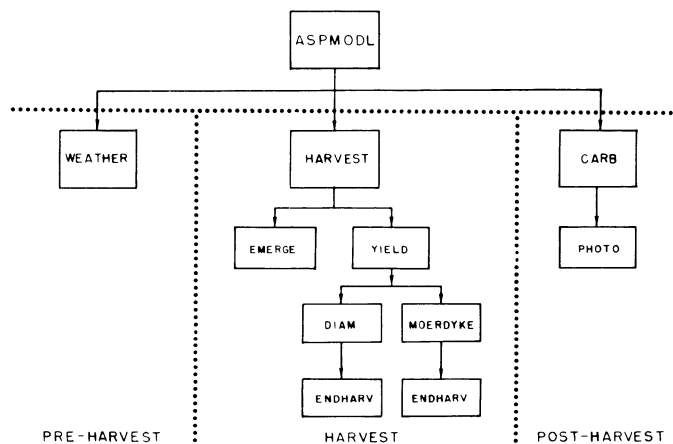 ASPMODL
WEATHER
HARVEST
CARB
EMERGE
YIELD
PHOTO
DIAM
MOERDYKE
ENDHARV
ENDHARV
PRE-HARVEST
HARVEST
POST-HARVEST